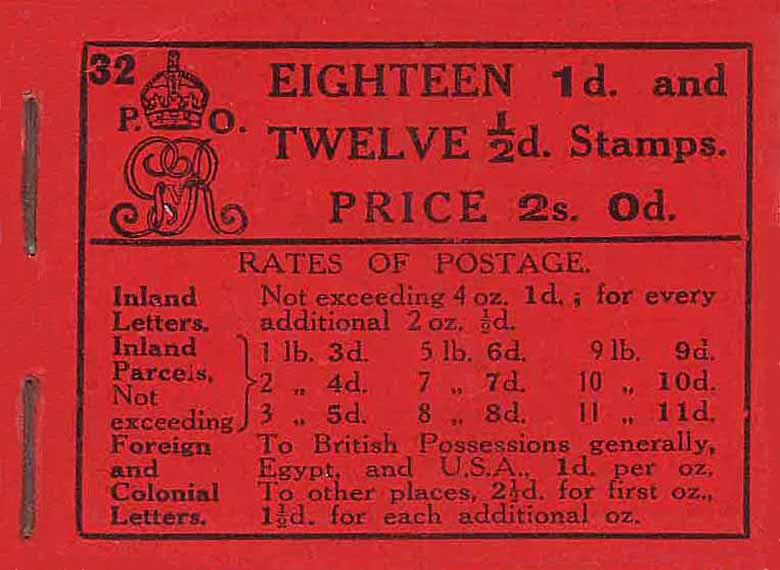 32
P. O.
GvR
EIGHTEEN 1d. and
TWELVE ½d. Stamps.
PRICE 2s. 0d.
RATES OF POSTAGE.
Inland Letters. Not exceeding 4 oz. 1d. ; for every
additional 2 oz. ½d.
Inland Parcels, Not exceeding
1 lb. 3d. 5 lb. 6d. 9 lb. 9d.
2 „ 4d. 7 „ 7d. 10 „ 10d.
3 „ 5d. 8 „ 8d. 11 „ 11d.
Foreign and Colonial Letters. To British Possessions generally,
Egypt, and U.S.A., 1d. per oz.
To other places, 2½d. for first oz.,
1½d. for each additional oz.